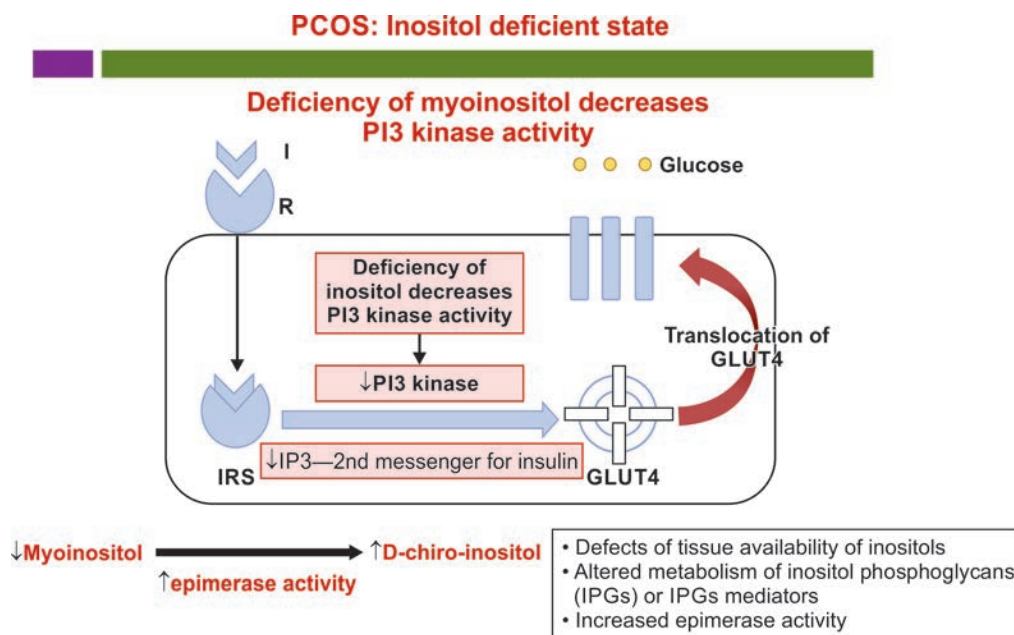 PCOS: Inositol deficient state
Deficiency of myoinositol decreases
PI3 kinase activity
I
R
Glucose
Deficiency of
inositol decreases
PI3 kinase activity
Translocation of
GLUT4
↓PI3 kinase
↓IP3—2nd messenger for insulin
IRS
GLUT4
↓Myoinositol
↑D-chiro-inositol
↑epimerase activity
• Defects of tissue availability of inositols
• Altered metabolism of inositol phosphoglycans
(IPGs) or IPGs mediators
• Increased epimerase activity